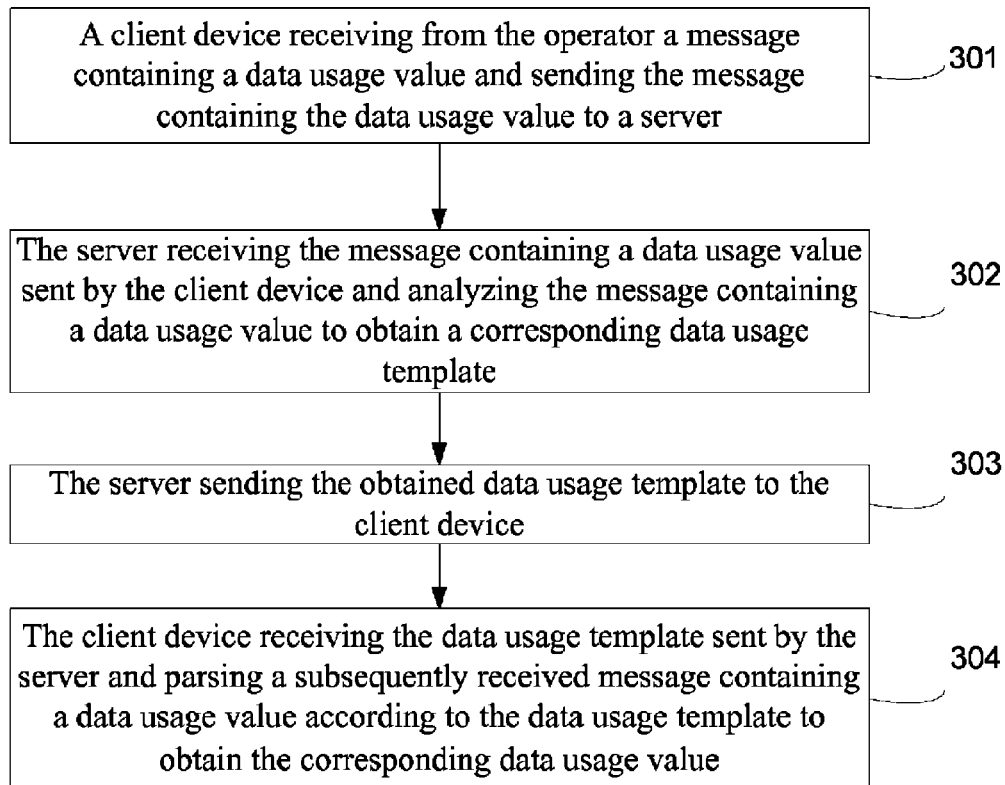 A client device receiving from the operator a message
containing a data usage value and sending the message
containing the data usage value to a server
301
The server receiving the message containing a data usage value
sent by the client device and analyzing the message containing
a data usage value to obtain a corresponding data usage
template
302
The server sending the obtained data usage template to the
client device
303
The client device receiving the data usage template sent by the
server and parsing a subsequently received message containing
a data usage value according to the data usage template to
obtain the corresponding data usage value
304